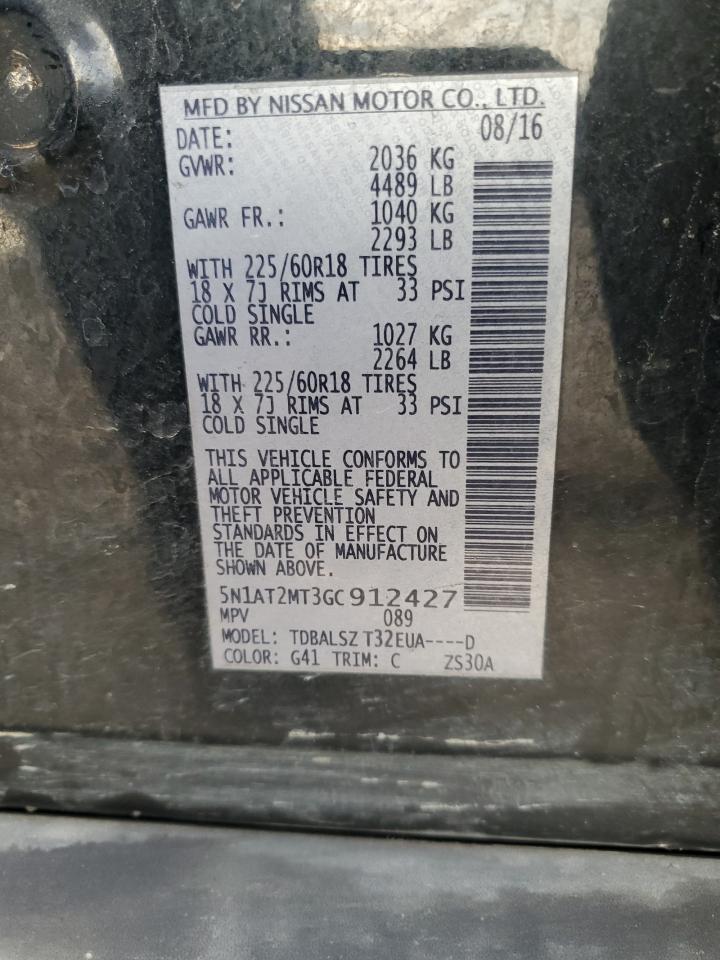 MFD BY NISSAN MOTOR CO., LTD.
DATE: 08/16
GVWR: 2036 KG
4489 LB
GAWR FR.: 1040 KG
2293 LB
WITH 225/60R18 TIRES
18 X 7J RIMS AT 33 PSI
COLD SINGLE
GAWR RR.: 1027 KG
2264 LB
WITH 225/60R18 TIRES
18 X 7J RIMS AT 33 PSI
COLD SINGLE
THIS VEHICLE CONFORMS TO
ALL APPLICABLE FEDERAL
MOTOR VEHICLE SAFETY AND
THEFT PREVENTION
STANDARDS IN EFFECT ON
THE DATE OF MANUFACTURE
SHOWN ABOVE.
5N1AT2MT3GC912427
MPV 089
MODEL: TDBALSZ T32EUA----D
COLOR: G41 TRIM: C ZS30A